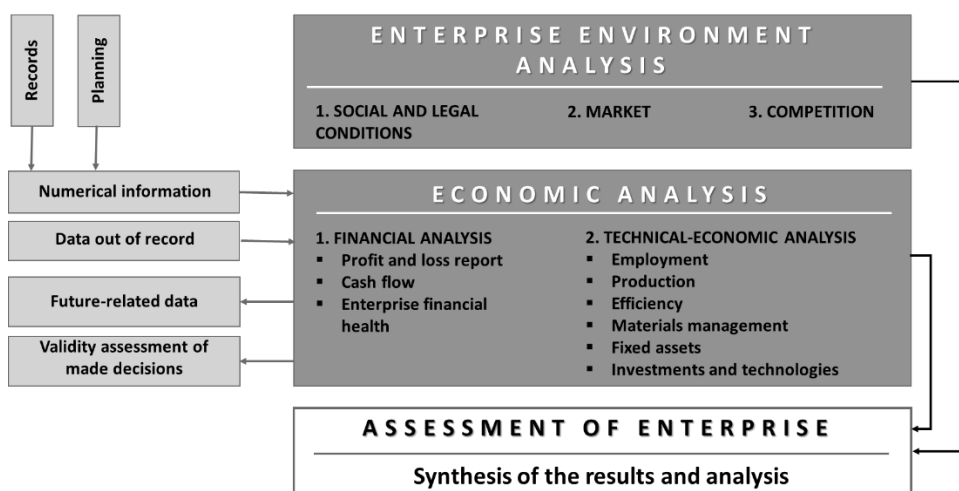 Records
Planning
ENTERPRISE ENVIRONMENT
ANALYSIS
1. SOCIAL AND LEGAL
CONDITIONS
2. MARKET
3. COMPETITION
Numerical information
Data out of record
Future-related data
Validity assessment of
made decisions
ECONOMIC ANALYSIS
1. FINANCIAL ANALYSIS
▪ Profit and loss report
▪ Cash flow
▪ Enterprise financial
health
2. TECHNICAL-ECONOMIC ANALYSIS
▪ Employment
▪ Production
▪ Efficiency
▪ Materials management
▪ Fixed assets
▪ Investments and technologies
ASSESSMENT OF ENTERPRISE
Synthesis of the results and analysis